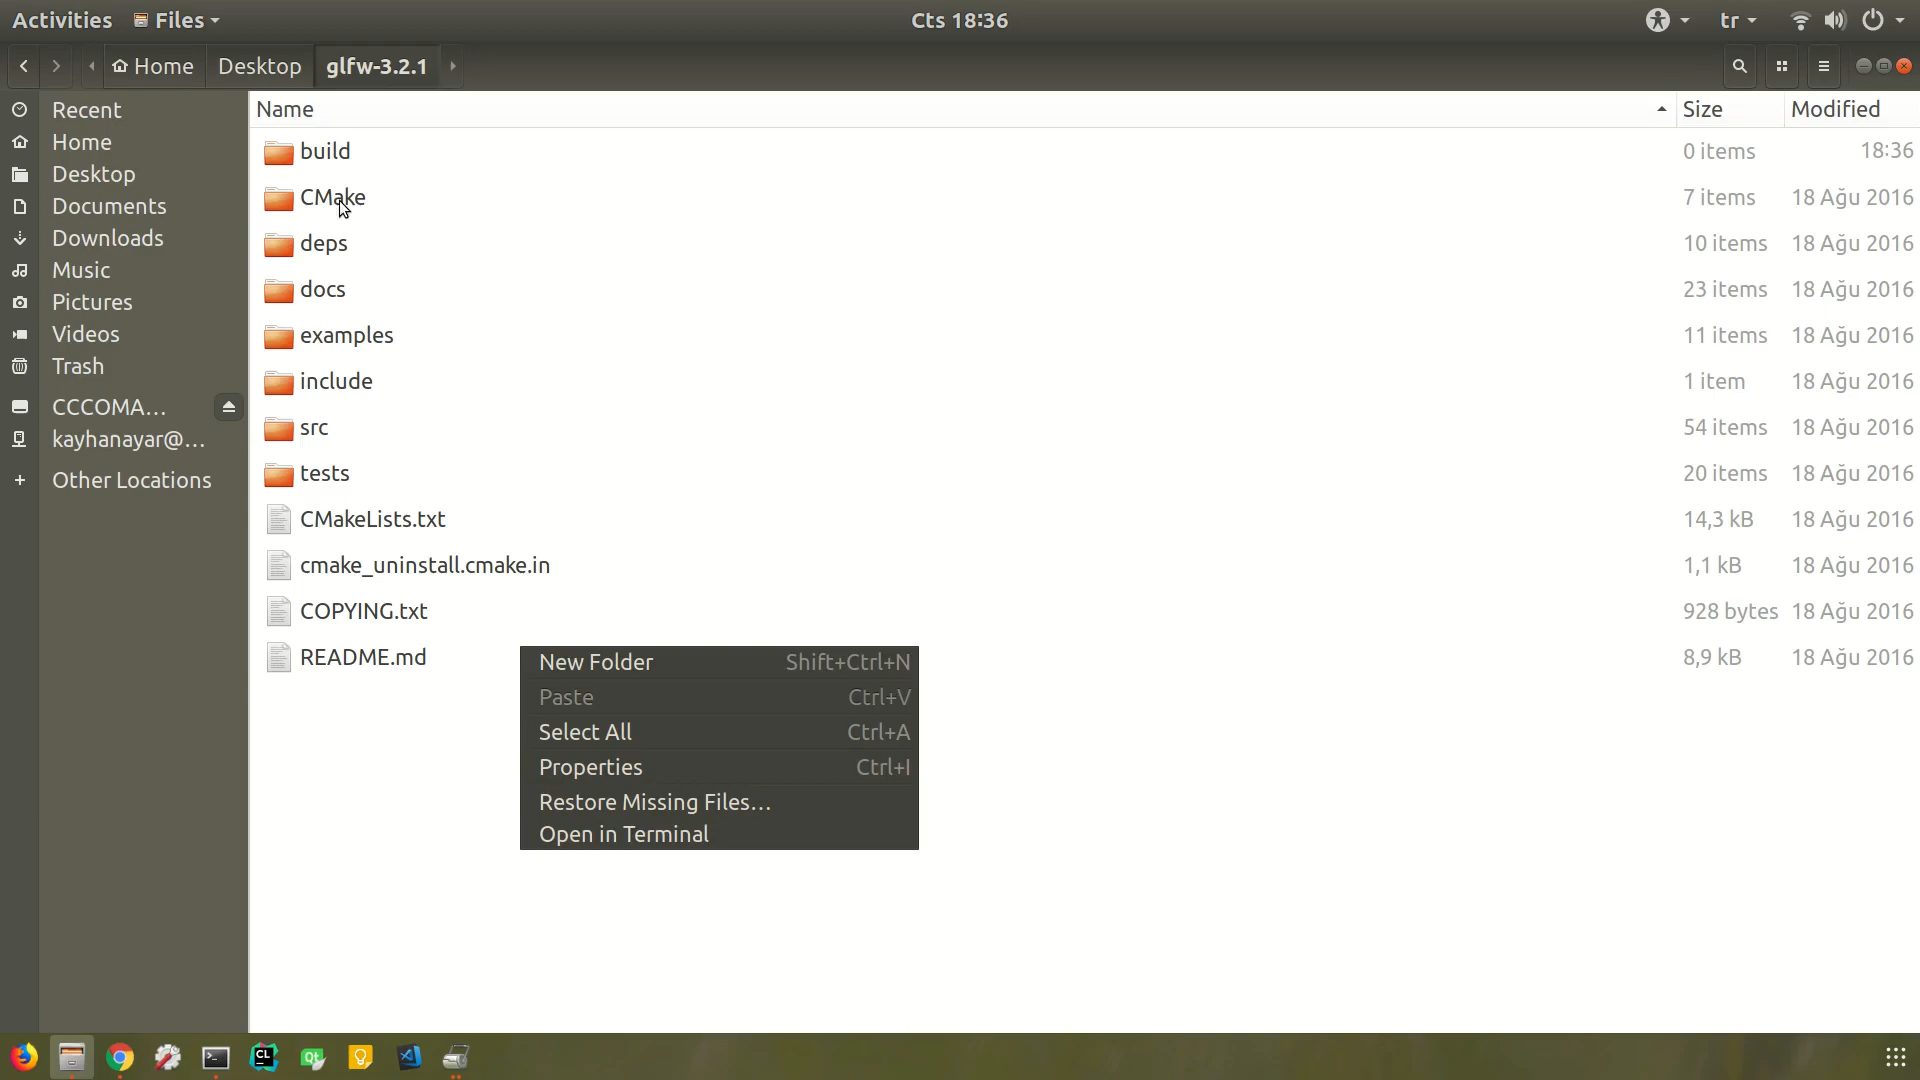 Activities Files Cts 18:36 tr
Home Desktop glfw-3.2.1
Recent
Home
Desktop
Documents
Downloads
Music
Pictures
Videos
Trash
CCCOMA...
kayhanayar@...
Other Locations
Name Size Modified
build 0 items 18:36
CMake 7 items 18 Ağu 2016
deps 10 items 18 Ağu 2016
docs 23 items 18 Ağu 2016
examples 11 items 18 Ağu 2016
include 1 item 18 Ağu 2016
src 54 items 18 Ağu 2016
tests 20 items 18 Ağu 2016
CMakeLists.txt 14,3 kB 18 Ağu 2016
cmake_uninstall.cmake.in 1,1 kB 18 Ağu 2016
COPYING.txt 928 bytes 18 Ağu 2016
README.md 8,9 kB 18 Ağu 2016
New Folder Shift+Ctrl+N
Paste Ctrl+V
Select All Ctrl+A
Properties Ctrl+I
Restore Missing Files...
Open in Terminal
CL
Qt